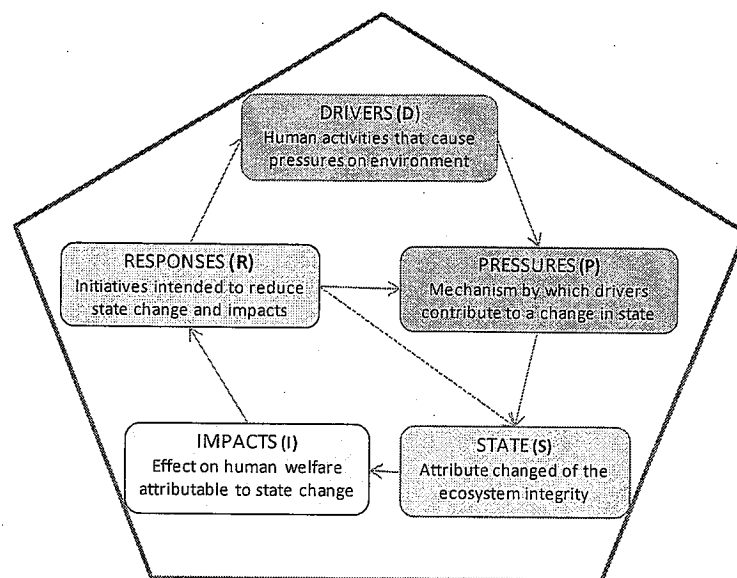 DRIVERS (D)
Human activities that cause
pressures on environment
RESPONSES (R)
Initiatives intended to reduce
state change and impacts
PRESSURES (P)
Mechanism by which drivers
contribute to a change in state
IMPACTS (I)
Effect on human welfare
attributable to state change
STATE (S)
Attribute changed of the
ecosystem integrity